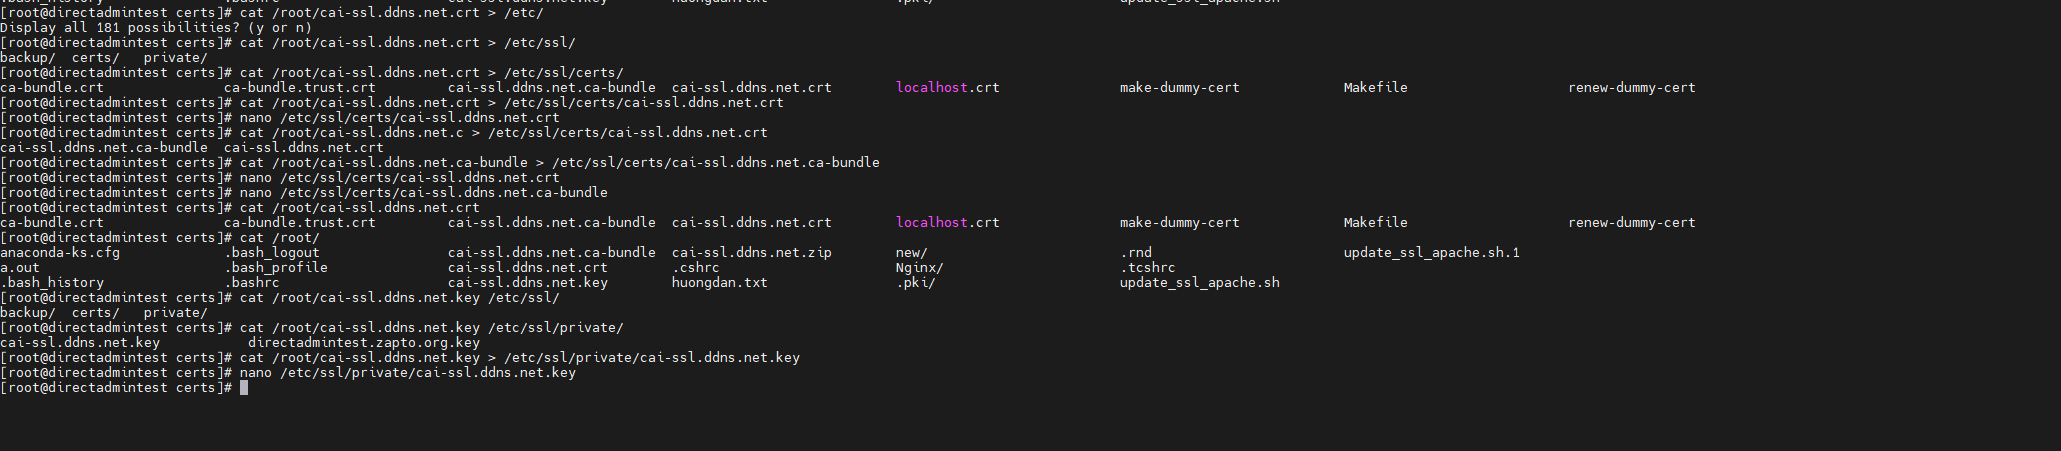 .bash_history .bashrc cai-ssl.ddns.net.key huongdan.txt .pki/ update_ssl_apache.sh
[root@directadmintest certs]# cat /root/cai-ssl.ddns.net.crt > /etc/
Display all 181 possibilities? (y or n)
[root@directadmintest certs]# cat /root/cai-ssl.ddns.net.crt > /etc/ssl/
backup/ certs/ private/
[root@directadmintest certs]# cat /root/cai-ssl.ddns.net.crt > /etc/ssl/certs/
ca-bundle.crt ca-bundle.trust.crt cai-ssl.ddns.net.ca-bundle cai-ssl.ddns.net.crt localhost.crt make-dummy-cert Makefile renew-dummy-cert
[root@directadmintest certs]# cat /root/cai-ssl.ddns.net.crt > /etc/ssl/certs/cai-ssl.ddns.net.crt
[root@directadmintest certs]# nano /etc/ssl/certs/cai-ssl.ddns.net.crt
[root@directadmintest certs]# cat /root/cai-ssl.ddns.net.c > /etc/ssl/certs/cai-ssl.ddns.net.crt
cai-ssl.ddns.net.ca-bundle cai-ssl.ddns.net.crt
[root@directadmintest certs]# cat /root/cai-ssl.ddns.net.ca-bundle > /etc/ssl/certs/cai-ssl.ddns.net.ca-bundle
[root@directadmintest certs]# nano /etc/ssl/certs/cai-ssl.ddns.net.crt
[root@directadmintest certs]# nano /etc/ssl/certs/cai-ssl.ddns.net.ca-bundle
[root@directadmintest certs]# cat /root/cai-ssl.ddns.net.crt
ca-bundle.crt ca-bundle.trust.crt cai-ssl.ddns.net.ca-bundle cai-ssl.ddns.net.crt localhost.crt make-dummy-cert Makefile renew-dummy-cert
[root@directadmintest certs]# cat /root/
anaconda-ks.cfg .bash_logout cai-ssl.ddns.net.ca-bundle cai-ssl.ddns.net.zip new/ .rnd update_ssl_apache.sh.1
a.out .bash_profile cai-ssl.ddns.net.crt .cshrc Nginx/ .tcshrc
.bash_history .bashrc cai-ssl.ddns.net.key huongdan.txt .pki/ update_ssl_apache.sh
[root@directadmintest certs]# cat /root/cai-ssl.ddns.net.key /etc/ssl/
backup/ certs/ private/
[root@directadmintest certs]# cat /root/cai-ssl.ddns.net.key /etc/ssl/private/
cai-ssl.ddns.net.key directadmintest.zapto.org.key
[root@directadmintest certs]# cat /root/cai-ssl.ddns.net.key > /etc/ssl/private/cai-ssl.ddns.net.key
[root@directadmintest certs]# nano /etc/ssl/private/cai-ssl.ddns.net.key
[root@directadmintest certs]#